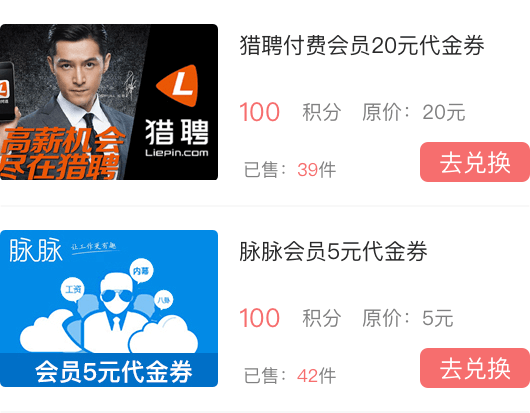 猎聘付费会员20元代金券
L
猎聘
Liepin.com
高薪机会
尽在猎聘
100 积分 原价：20元
已售：39件
去兑换
脉脉 让工作更有趣
脉脉会员5元代金券
内幕
工资
八脉
100 积分 原价：5元
会员5元代金券
已售：42件
去兑换